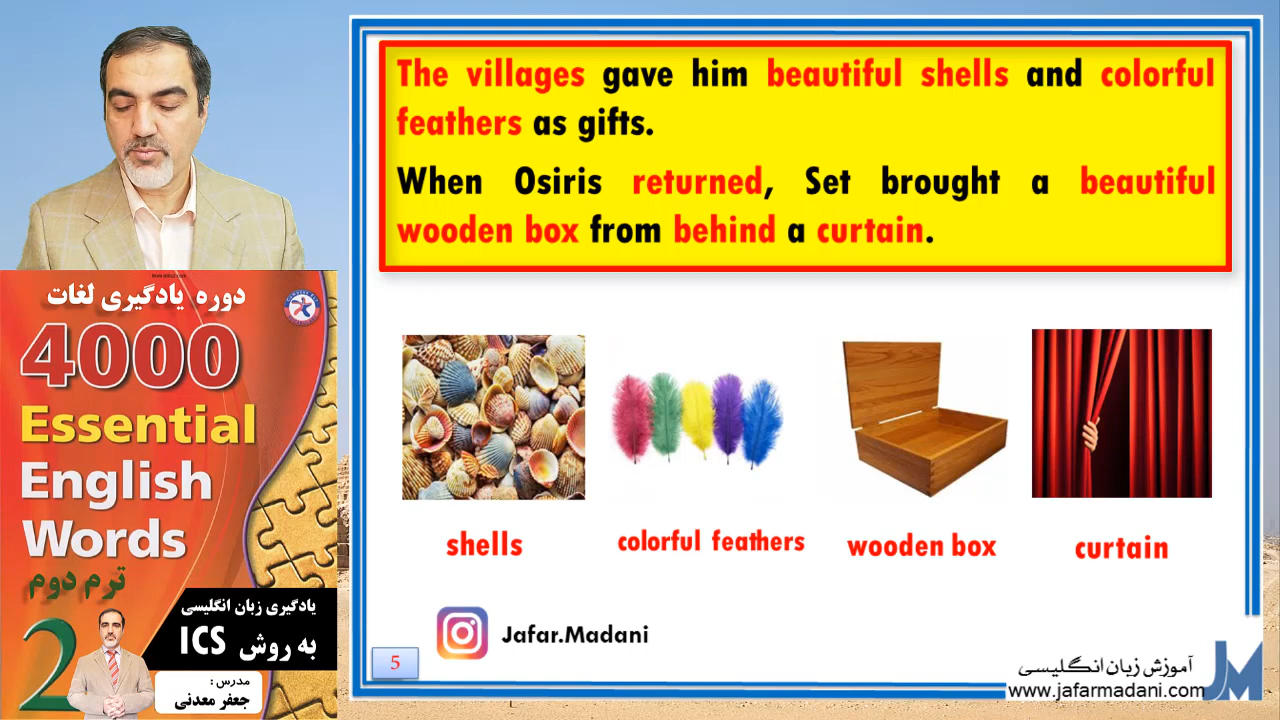 The villages gave him beautiful shells and colorful
feathers as gifts.
When Osiris returned, Set brought a beautiful
wooden box from behind a curtain.
shells
colorful feathers
wooden box
curtain
Jafar.Madani
5
آموزش زبان انگلیسی
www.jafarmadani.com
JM
دوره یادگیری لغات
4000
Essential
English
Words
ترم دوم
2
یادگیری زبان انگلیسی
به روش ICS
مدرس :
جعفر معدنی